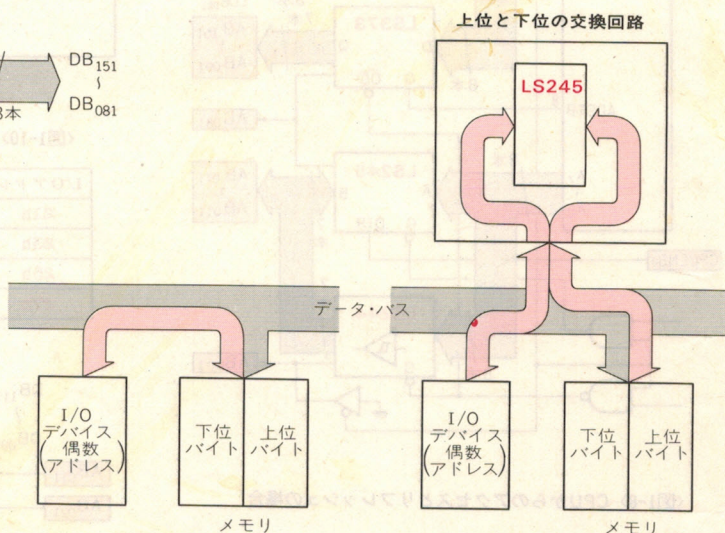 上位と下位の交換回路
DB151
〜
DB081
8本
LS245
データ・バス
I/O
デバイス
(偶数
アドレス)
下位
バイト
上位
バイト
メモリ
I/O
デバイス
(偶数
アドレス)
下位
バイト
上位
バイト
メモリ